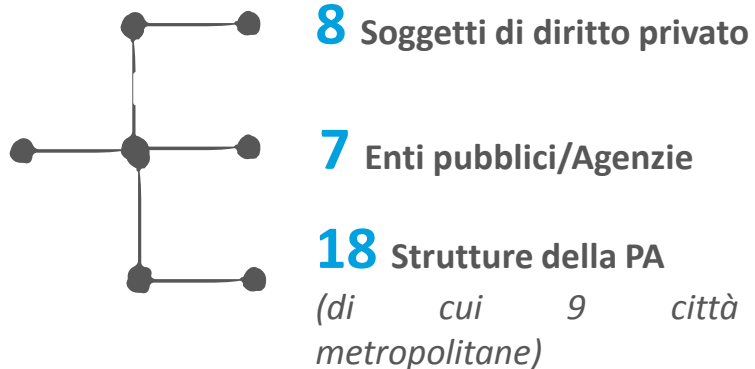 8 Soggetti di diritto privato
7 Enti pubblici/Agenzie
18 Strutture della PA
(di cui 9 città
metropolitane)